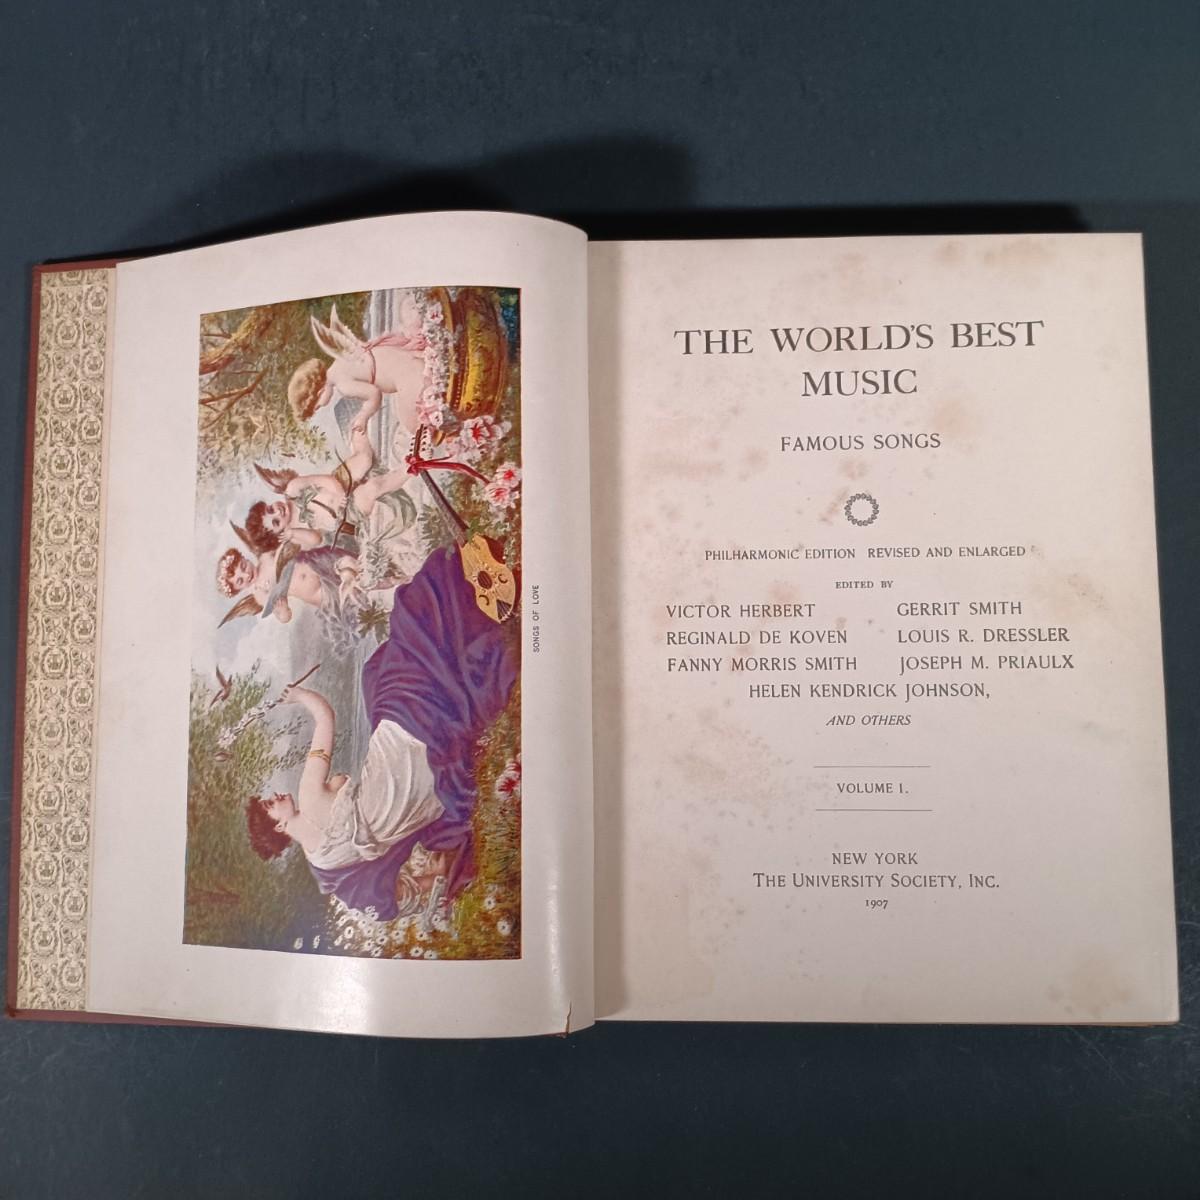 SONGS OF LOVE
THE WORLD'S BEST
MUSIC
FAMOUS SONGS
PHILHARMONIC EDITION REVISED AND ENLARGED
EDITED BY
VICTOR HERBERT GERRIT SMITH
REGINALD DE KOVEN LOUIS R. DRESSLER
FANNY MORRIS SMITH JOSEPH M. PRIAULX
HELEN KENDRICK JOHNSON,
AND OTHERS
VOLUME I.
NEW YORK
THE UNIVERSITY SOCIETY, INC.
1907